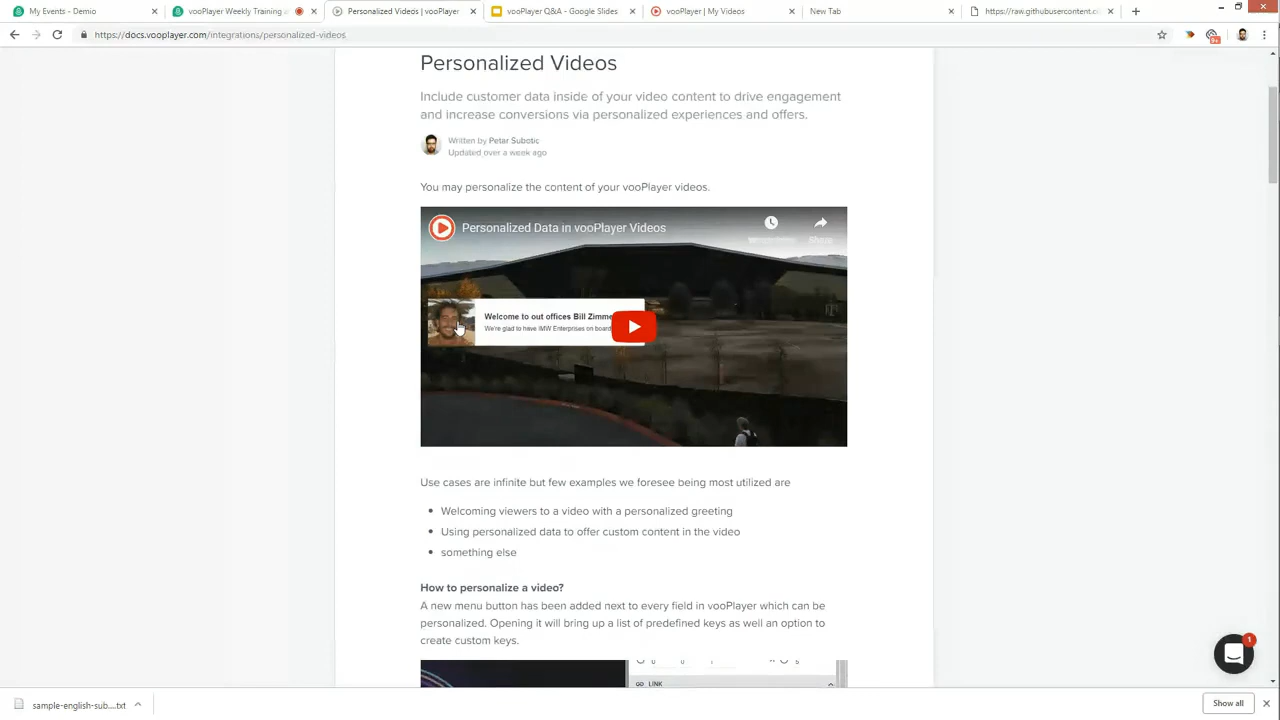 My Events - Demio
vooPlayer Weekly Training a
Personalized Videos | vooPlayer
vooPlayer Q&A - Google Slides
vooPlayer | My Videos
New Tab
https://raw.githubusercontent.c
https://docs.vooplayer.com/integrations/personalized-videos
9+
Personalized Videos
Include customer data inside of your video content to drive engagement
and increase conversions via personalized experiences and offers.
Written by Petar Subotic
Updated over a week ago
You may personalize the content of your vooPlayer videos.
Personalized Data in vooPlayer Videos
Share
Welcome to out offices Bill Zimme
We're glad to have IMW Enterprises on board
Use cases are infinite but few examples we foresee being most utilized are
Welcoming viewers to a video with a personalized greeting
Using personalized data to offer custom content in the video
something else
How to personalize a video?
A new menu button has been added next to every field in vooPlayer which can be
personalized. Opening it will bring up a list of predefined keys as well an option to
create custom keys.
LINK
1
sample-english-sub....txt
Show all